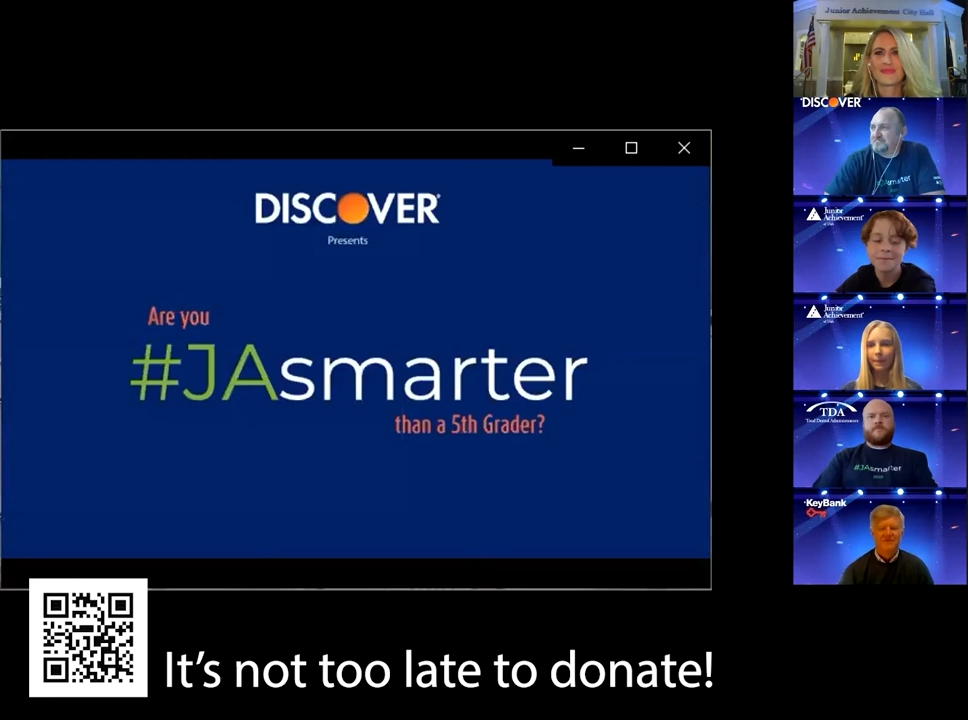 Junior Achievement City Hall
DISCOVER
Presents
Are you
#JAsmarter
than a 5th Grader?
It's not too late to donate!
DISCOVER
#JAsmarter
Junior
Achievement
Junior
Achievement
TDA
Total Dental Administrators
#JAsmarter
2020
KeyBank